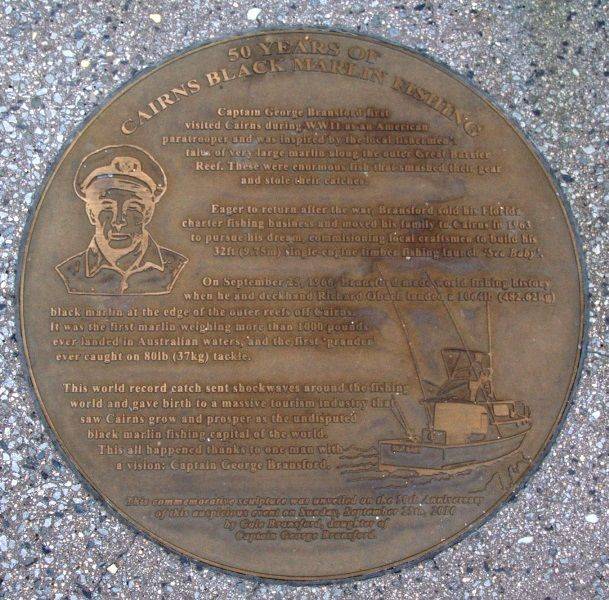 50 YEARS OF
CAIRNS BLACK MARLIN FISHING
Captain George Bransford first
visited Cairns during WWII as an American
paratrooper and was inspired by the local fishermen's
tales of very large marlin along the outer Great Barrier
Reef. These were enormous fish that smashed their gear
and stole their catches.
Eager to return after the war, Bransford sold his Florida
charter fishing business and moved his family to Cairns in 1963
to pursue his dream, commissioning local craftsmen to build his
32ft (9.75m) single-engine timber fishing launch 'Sea Baby'.
On September 25, 1966, Bransford made world fishing history
when he and deckhand Richard Obach landed a 1064lb
black marlin at the edge of the outer reefs off Cairns.
It was the first marlin weighing more than 1000 pounds
ever landed in Australian waters, and the first 'grander'
ever caught on 80lb (37kg) tackle.
This world record catch sent shockwaves around the fishing
world and gave birth to a massive tourism industry that
saw Cairns grow and prosper as the undisputed
black marlin fishing capital of the world.
This all happened thanks to one man with
a vision: Captain George Bransford.
This commemorative sculpture was unveiled on the 50th Anniversary
of this auspicious event on Sunday, September 25th, 2016
by Gale Bransford, daughter of
Captain George Bransford.